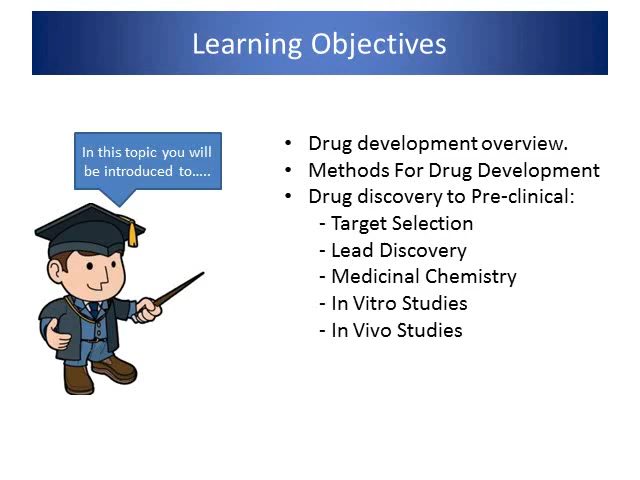 Learning Objectives
In this topic you will
be introduced to…..
• Drug development overview.
• Methods For Drug Development
• Drug discovery to Pre-clinical:
- Target Selection
- Lead Discovery
- Medicinal Chemistry
- In Vitro Studies
- In Vivo Studies